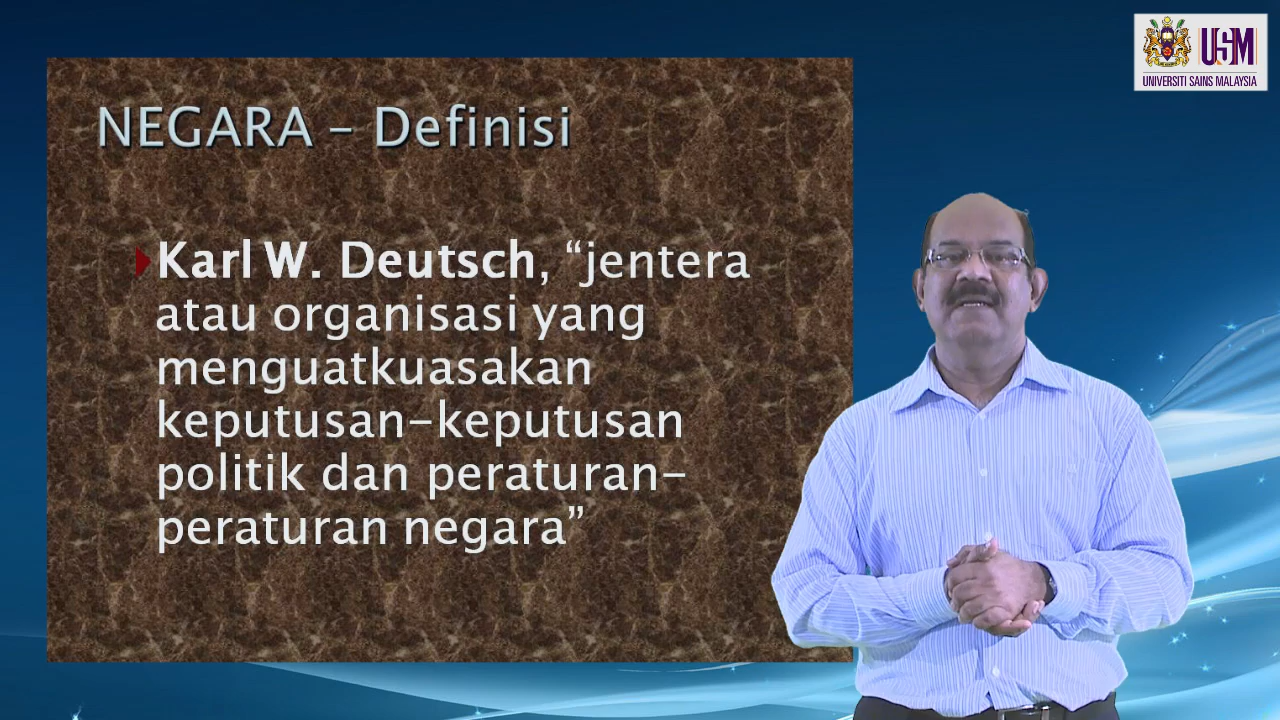 USM
UNIVERSITI SAINS MALAYSIA
NEGARA – Definisi
Karl W. Deutsch, “jentera
atau organisasi yang
menguatkuasakan
keputusan-keputusan
politik dan peraturan-
peraturan negara”